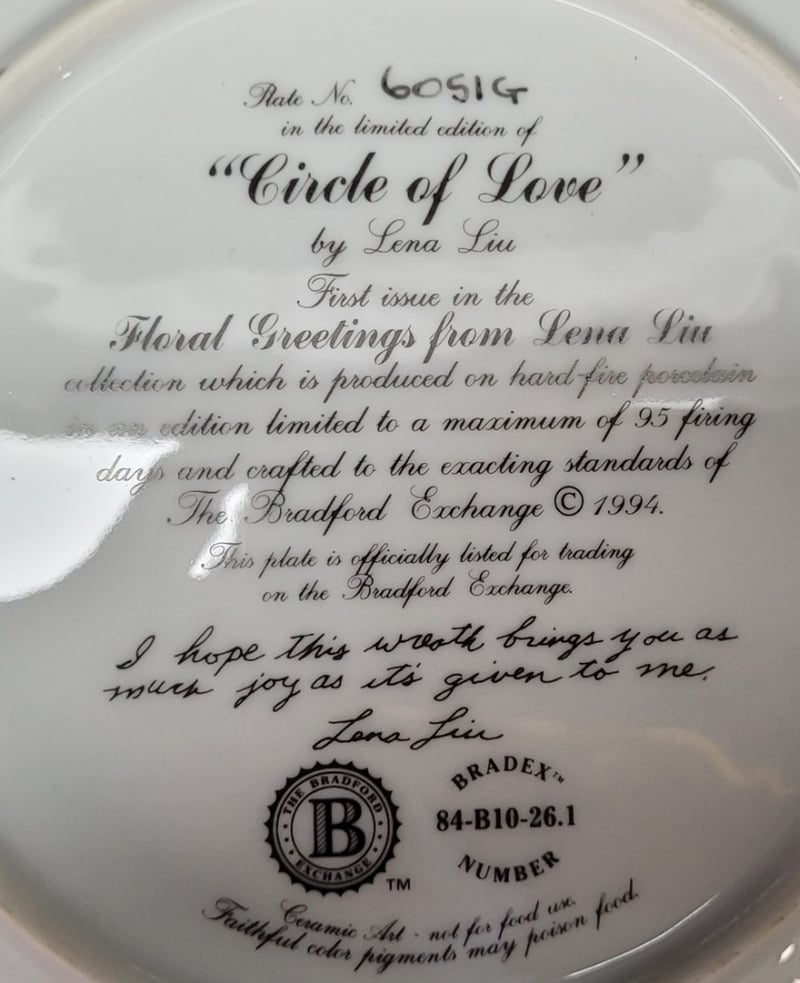 Plate No. 6051G
in the limited edition of
“Circle of Love”
by Lena Liu
First issue in the
Floral Greetings from Lena Liu
collection which is produced on hard-fire porcelain
in an edition limited to a maximum of 95 firing
days and crafted to the exacting standards of
The Bradford Exchange © 1994.
This plate is officially listed for trading
on the Bradford Exchange.
I hope this wreath brings you as
much joy as it's given to me.
Lena Liu
THE BRADFORD
B
EXCHANGE
TM
BRADEX™
84-B10-26.1
NUMBER
Ceramic Art - not for food use.
Faithful color pigments may poison food.